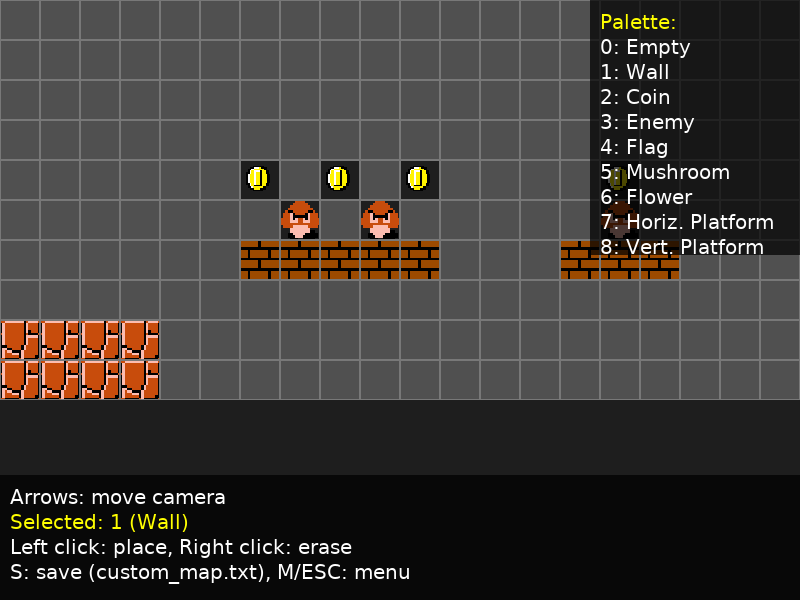 Palette:
0: Empty
1: Wall
2: Coin
3: Enemy
4: Flag
5: Mushroom
6: Flower
7: Horiz. Platform
8: Vert. Platform
Arrows: move camera
Selected: 1 (Wall)
Left click: place, Right click: erase
S: save (custom_map.txt), M/ESC: menu